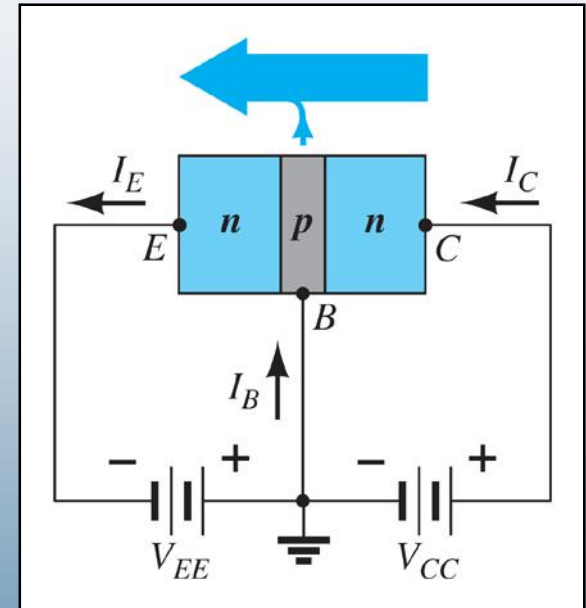 I_E I_C
n p n
E C
B
I_B
− + − +
V_EE V_CC